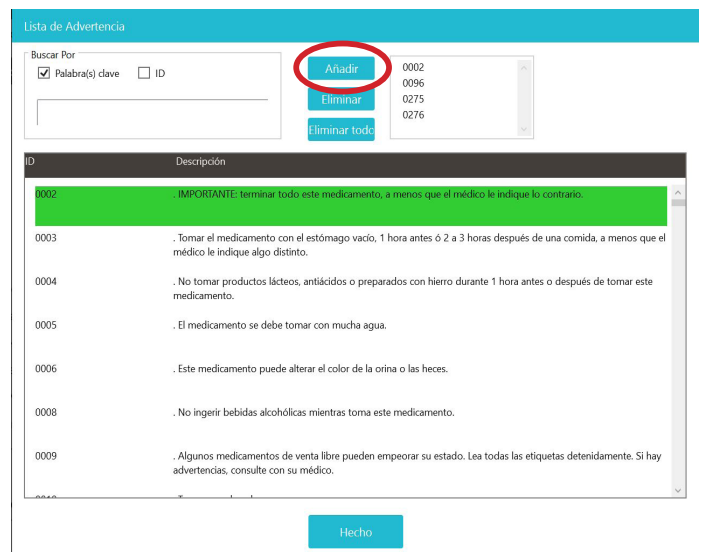 Lista de Advertencia
Buscar Por
Palabra(s) clave ID
Añadir
Eliminar
Eliminar todo
0002
0096
0275
0276
ID Descripción
0002 . IMPORTANTE: terminar todo este medicamento, a menos que el médico le indique lo contrario.
0003 . Tomar el medicamento con el estómago vacío, 1 hora antes ó 2 a 3 horas después de una comida, a menos que el
médico le indique algo distinto.
0004 . No tomar productos lácteos, antiácidos o preparados con hierro durante 1 hora antes o después de tomar este
medicamento.
0005 . El medicamento se debe tomar con mucha agua.
0006 . Este medicamento puede alterar el color de la orina o las heces.
0008 . No ingerir bebidas alcohólicas mientras toma este medicamento.
0009 . Algunos medicamentos de venta libre pueden empeorar su estado. Lea todas las etiquetas detenidamente. Si hay
advertencias, consulte con su médico.
Hecho